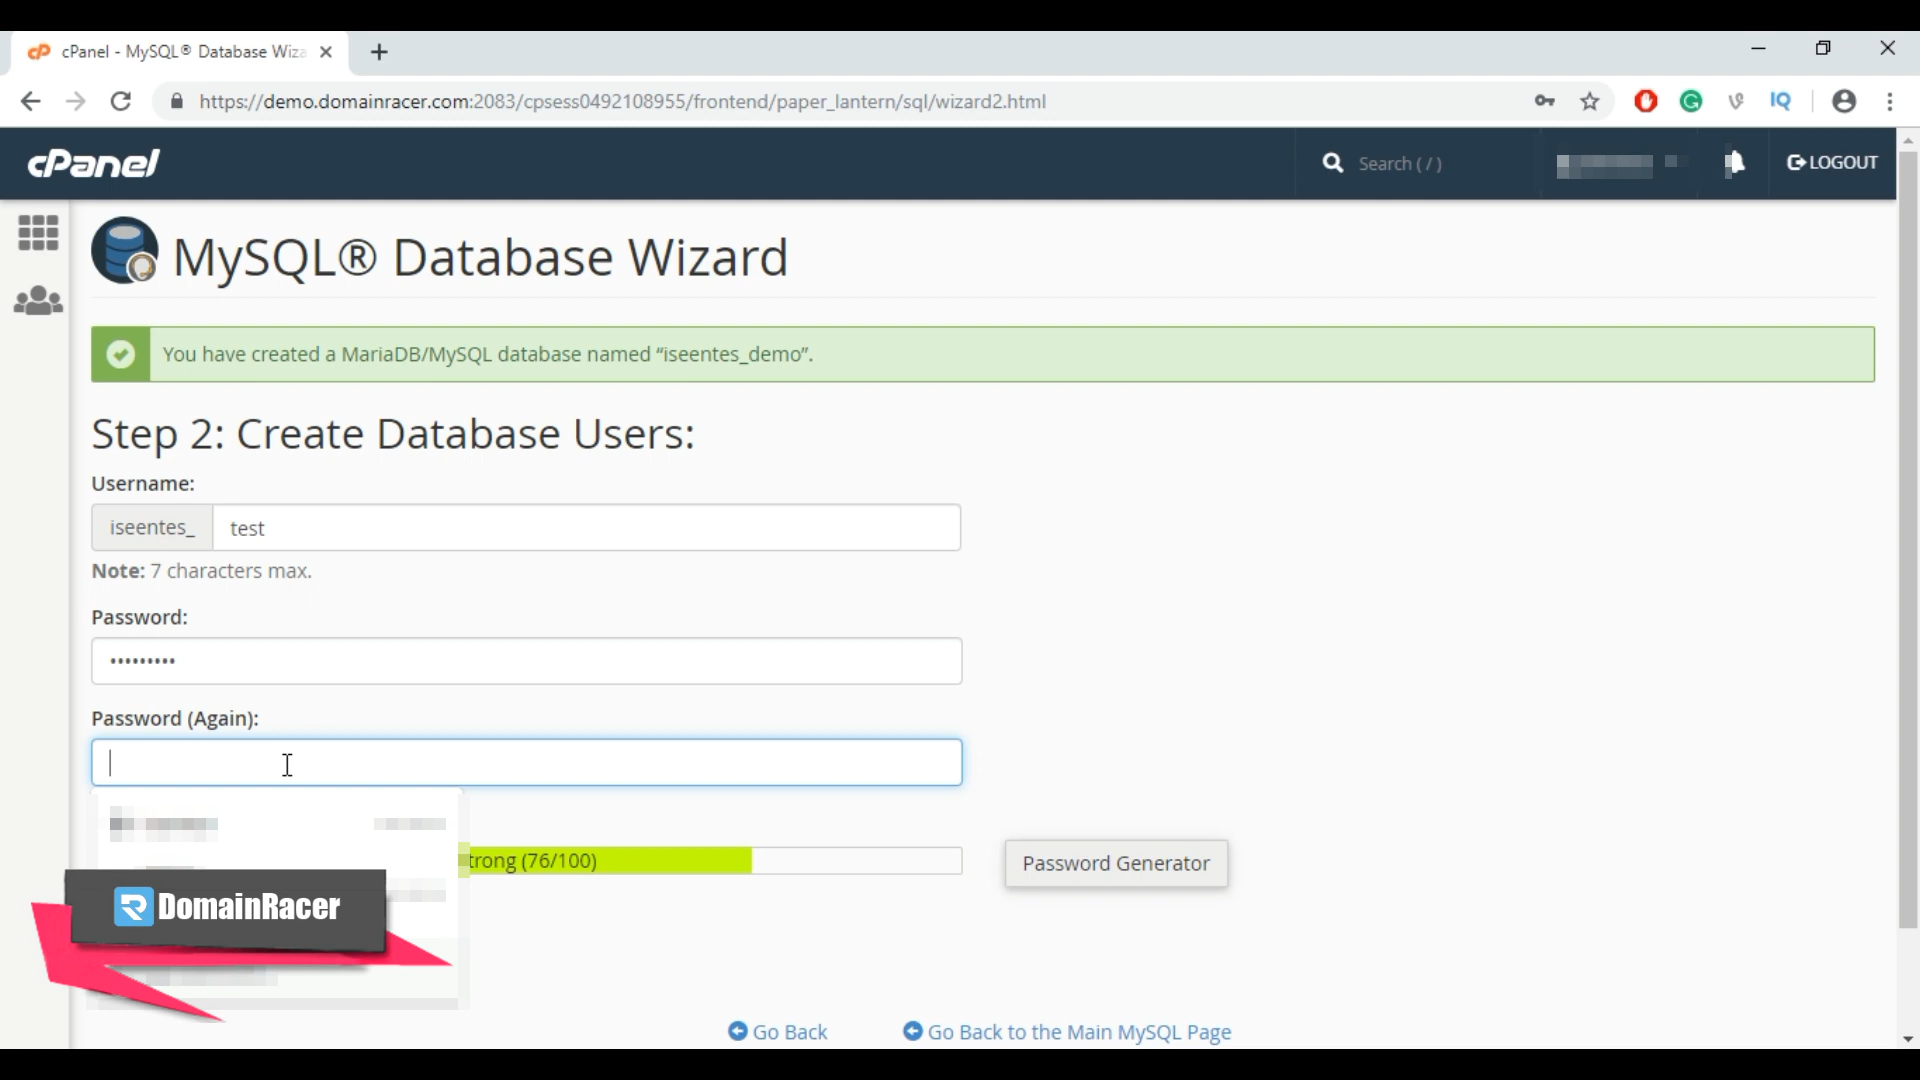 cPanel - MySQL® Database Wiza
https://demo.domainracer.com:2083/cpsess0492108955/frontend/paper_lantern/sql/wizard2.html
IQ
cPanel
Search ( / )
LOGOUT
MySQL® Database Wizard
You have created a MariaDB/MySQL database named “iseentes_demo”.
Step 2: Create Database Users:
Username:
iseentes_ test
Note: 7 characters max.
Password:
•••••••••
Password (Again):
trong (76/100)
Password Generator
DomainRacer
Go Back
Go Back to the Main MySQL Page